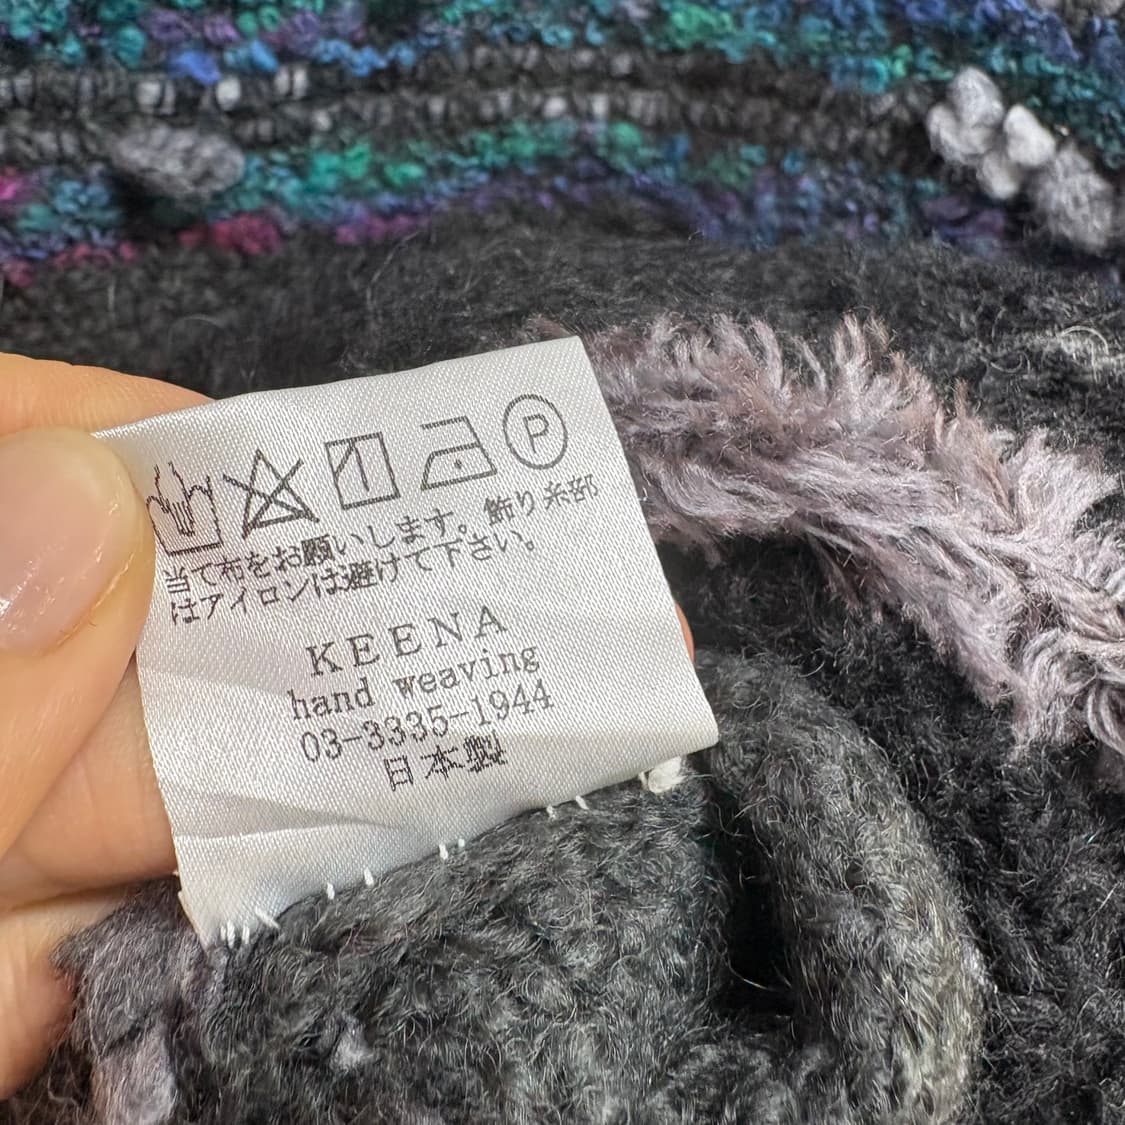 P
当て布をお願いします。飾り糸部
はアイロンは避けて下さい。
KEENA
hand weaving
03-3335-1944
日本製